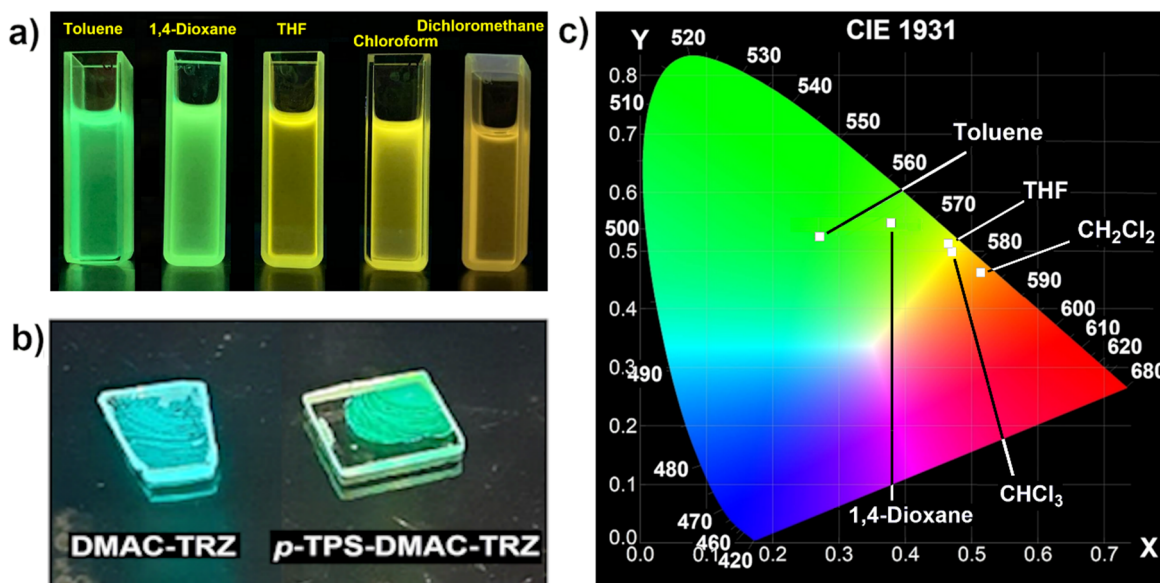 a)
Toluene 1,4-Dioxane THF Chloroform Dichloromethane
b)
DMAC-TRZ p-TPS-DMAC-TRZ
c)
CIE 1931
Y
520
530
540
550
560
570
580
590
600
610
620
680
510
500
490
480
470
460
420
0.8
0.7
0.6
0.5
0.4
0.3
0.2
0.1
0.0
0.0 0.1 0.2 0.3 0.4 0.5 0.6 0.7 X
Toluene
THF
CH₂Cl₂
CHCl₃
1,4-Dioxane